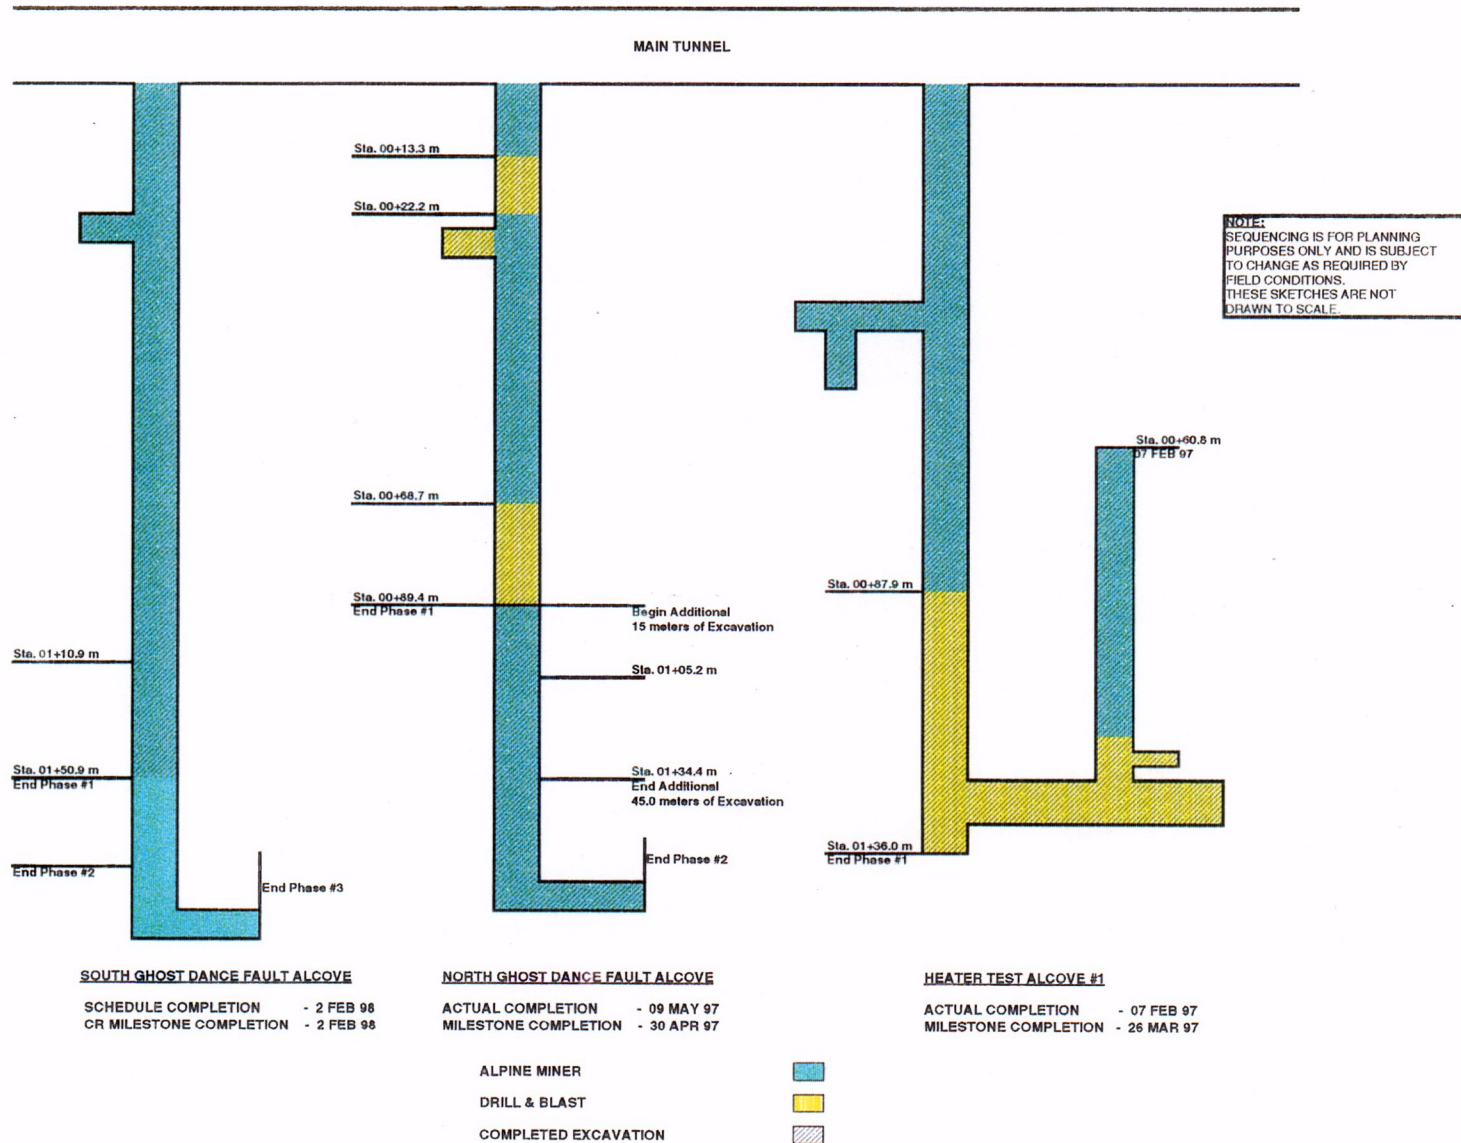 MAIN TUNNEL
Sta. 00+13.3 m
Sta. 00+22.2 m
NOTE:
SEQUENCING IS FOR PLANNING
PURPOSES ONLY AND IS SUBJECT
TO CHANGE AS REQUIRED BY
FIELD CONDITIONS.
THESE SKETCHES ARE NOT
DRAWN TO SCALE.
Sta. 00+60.8 m
07 FEB 97
Sta. 00+68.7 m
Sta. 00+87.9 m
Sta. 00+89.4 m
End Phase #1
Begin Additional
15 meters of Excavation
Sta. 01+10.9 m
Sta. 01+05.2 m
Sta. 01+50.9 m
End Phase #1
Sta. 01+34.4 m
End Additional
45.0 meters of Excavation
Sta. 01+36.0 m
End Phase #1
End Phase #2
End Phase #3
End Phase #2
SOUTH GHOST DANCE FAULT ALCOVE
SCHEDULE COMPLETION - 2 FEB 98
CR MILESTONE COMPLETION - 2 FEB 98
NORTH GHOST DANCE FAULT ALCOVE
ACTUAL COMPLETION - 09 MAY 97
MILESTONE COMPLETION - 30 APR 97
HEATER TEST ALCOVE #1
ACTUAL COMPLETION - 07 FEB 97
MILESTONE COMPLETION - 26 MAR 97
ALPINE MINER
DRILL & BLAST
COMPLETED EXCAVATION